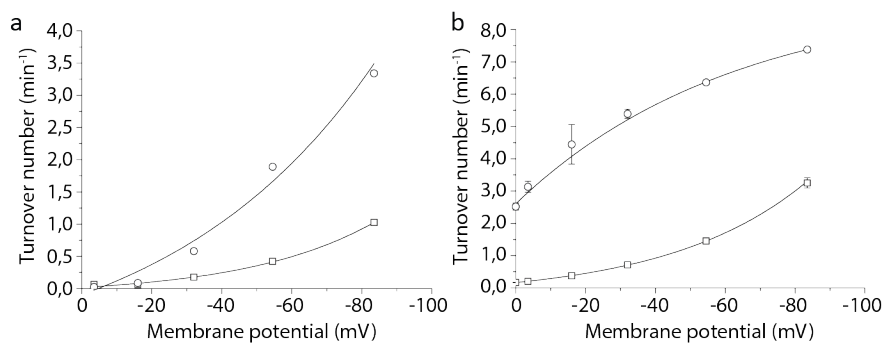 a
4,0
3,5
3,0
2,5
2,0
1,5
1,0
0,5
0,0
Turnover number (min⁻¹)
0 -20 -40 -60 -80 -100
Membrane potential (mV)
b
8,0
7,0
6,0
5,0
4,0
3,0
2,0
1,0
0,0
Turnover number (min⁻¹)
0 -20 -40 -60 -80 -100
Membrane potential (mV)